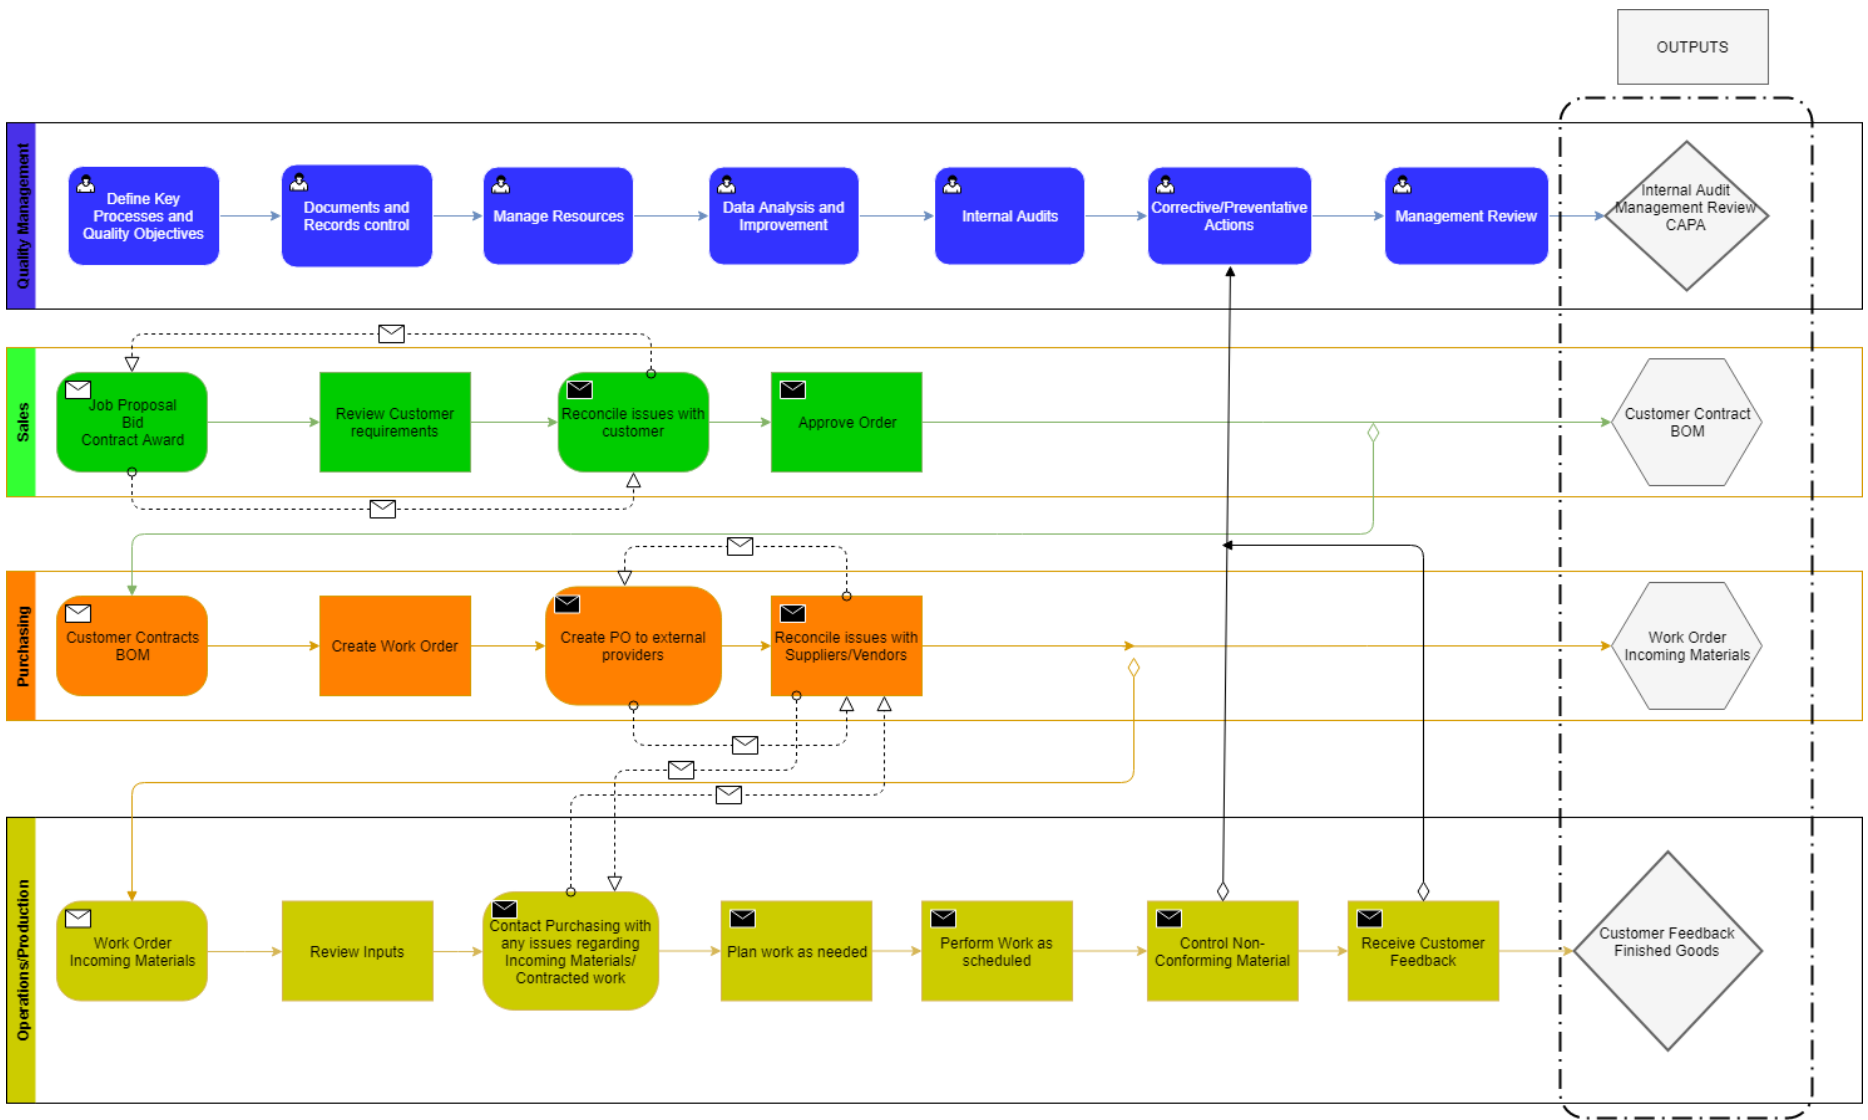 OUTPUTS
Quality Management
Define Key
Processes and
Quality Objectives
Documents and
Records control
Manage Resources
Data Analysis and
Improvement
Internal Audits
Corrective/Preventative
Actions
Management Review
Internal Audit
Management Review
CAPA
Sales
Job Proposal
Bid
Contract Award
Review Customer
requirements
Reconcile issues with
customer
Approve Order
Customer Contract
BOM
Purchasing
Customer Contracts
BOM
Create Work Order
Create PO to external
providers
Reconcile issues with
Suppliers/Vendors
Work Order
Incoming Materials
Operations/Production
Work Order
Incoming Materials
Review Inputs
Contact Purchasing with
any issues regarding
Incoming Materials/
Contracted work
Plan work as needed
Perform Work as
scheduled
Control Non-
Conforming Material
Receive Customer
Feedback
Customer Feedback
Finished Goods